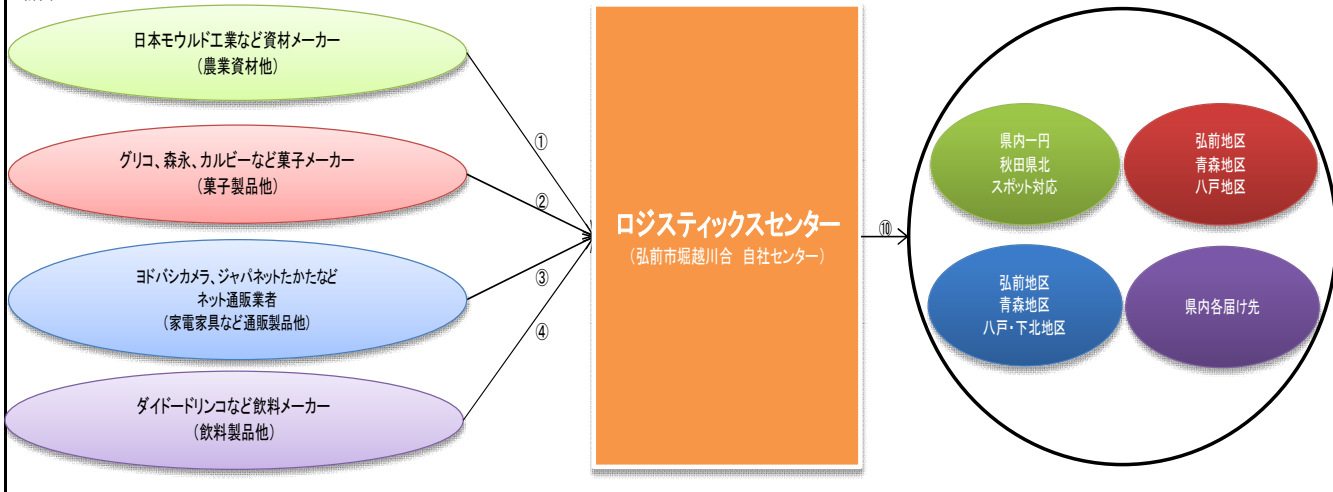 日本モウルド工業など資材メーカー
(農業資材他)
グリコ、森永、カルビーなど菓子メーカー
(菓子製品他)
ヨドバシカメラ、ジャパネットたかたなど
ネット通販業者
(家電家具など通販製品他)
ダイドードリンコなど飲料メーカー
(飲料製品他)
①
②
③
④
ロジスティックスセンター
(弘前市堀越川合 自社センター)
⑩
県内一円
秋田県北
スポット対応
弘前地区
青森地区
八戸地区
弘前地区
青森地区
八戸・下北地区
県内各届け先